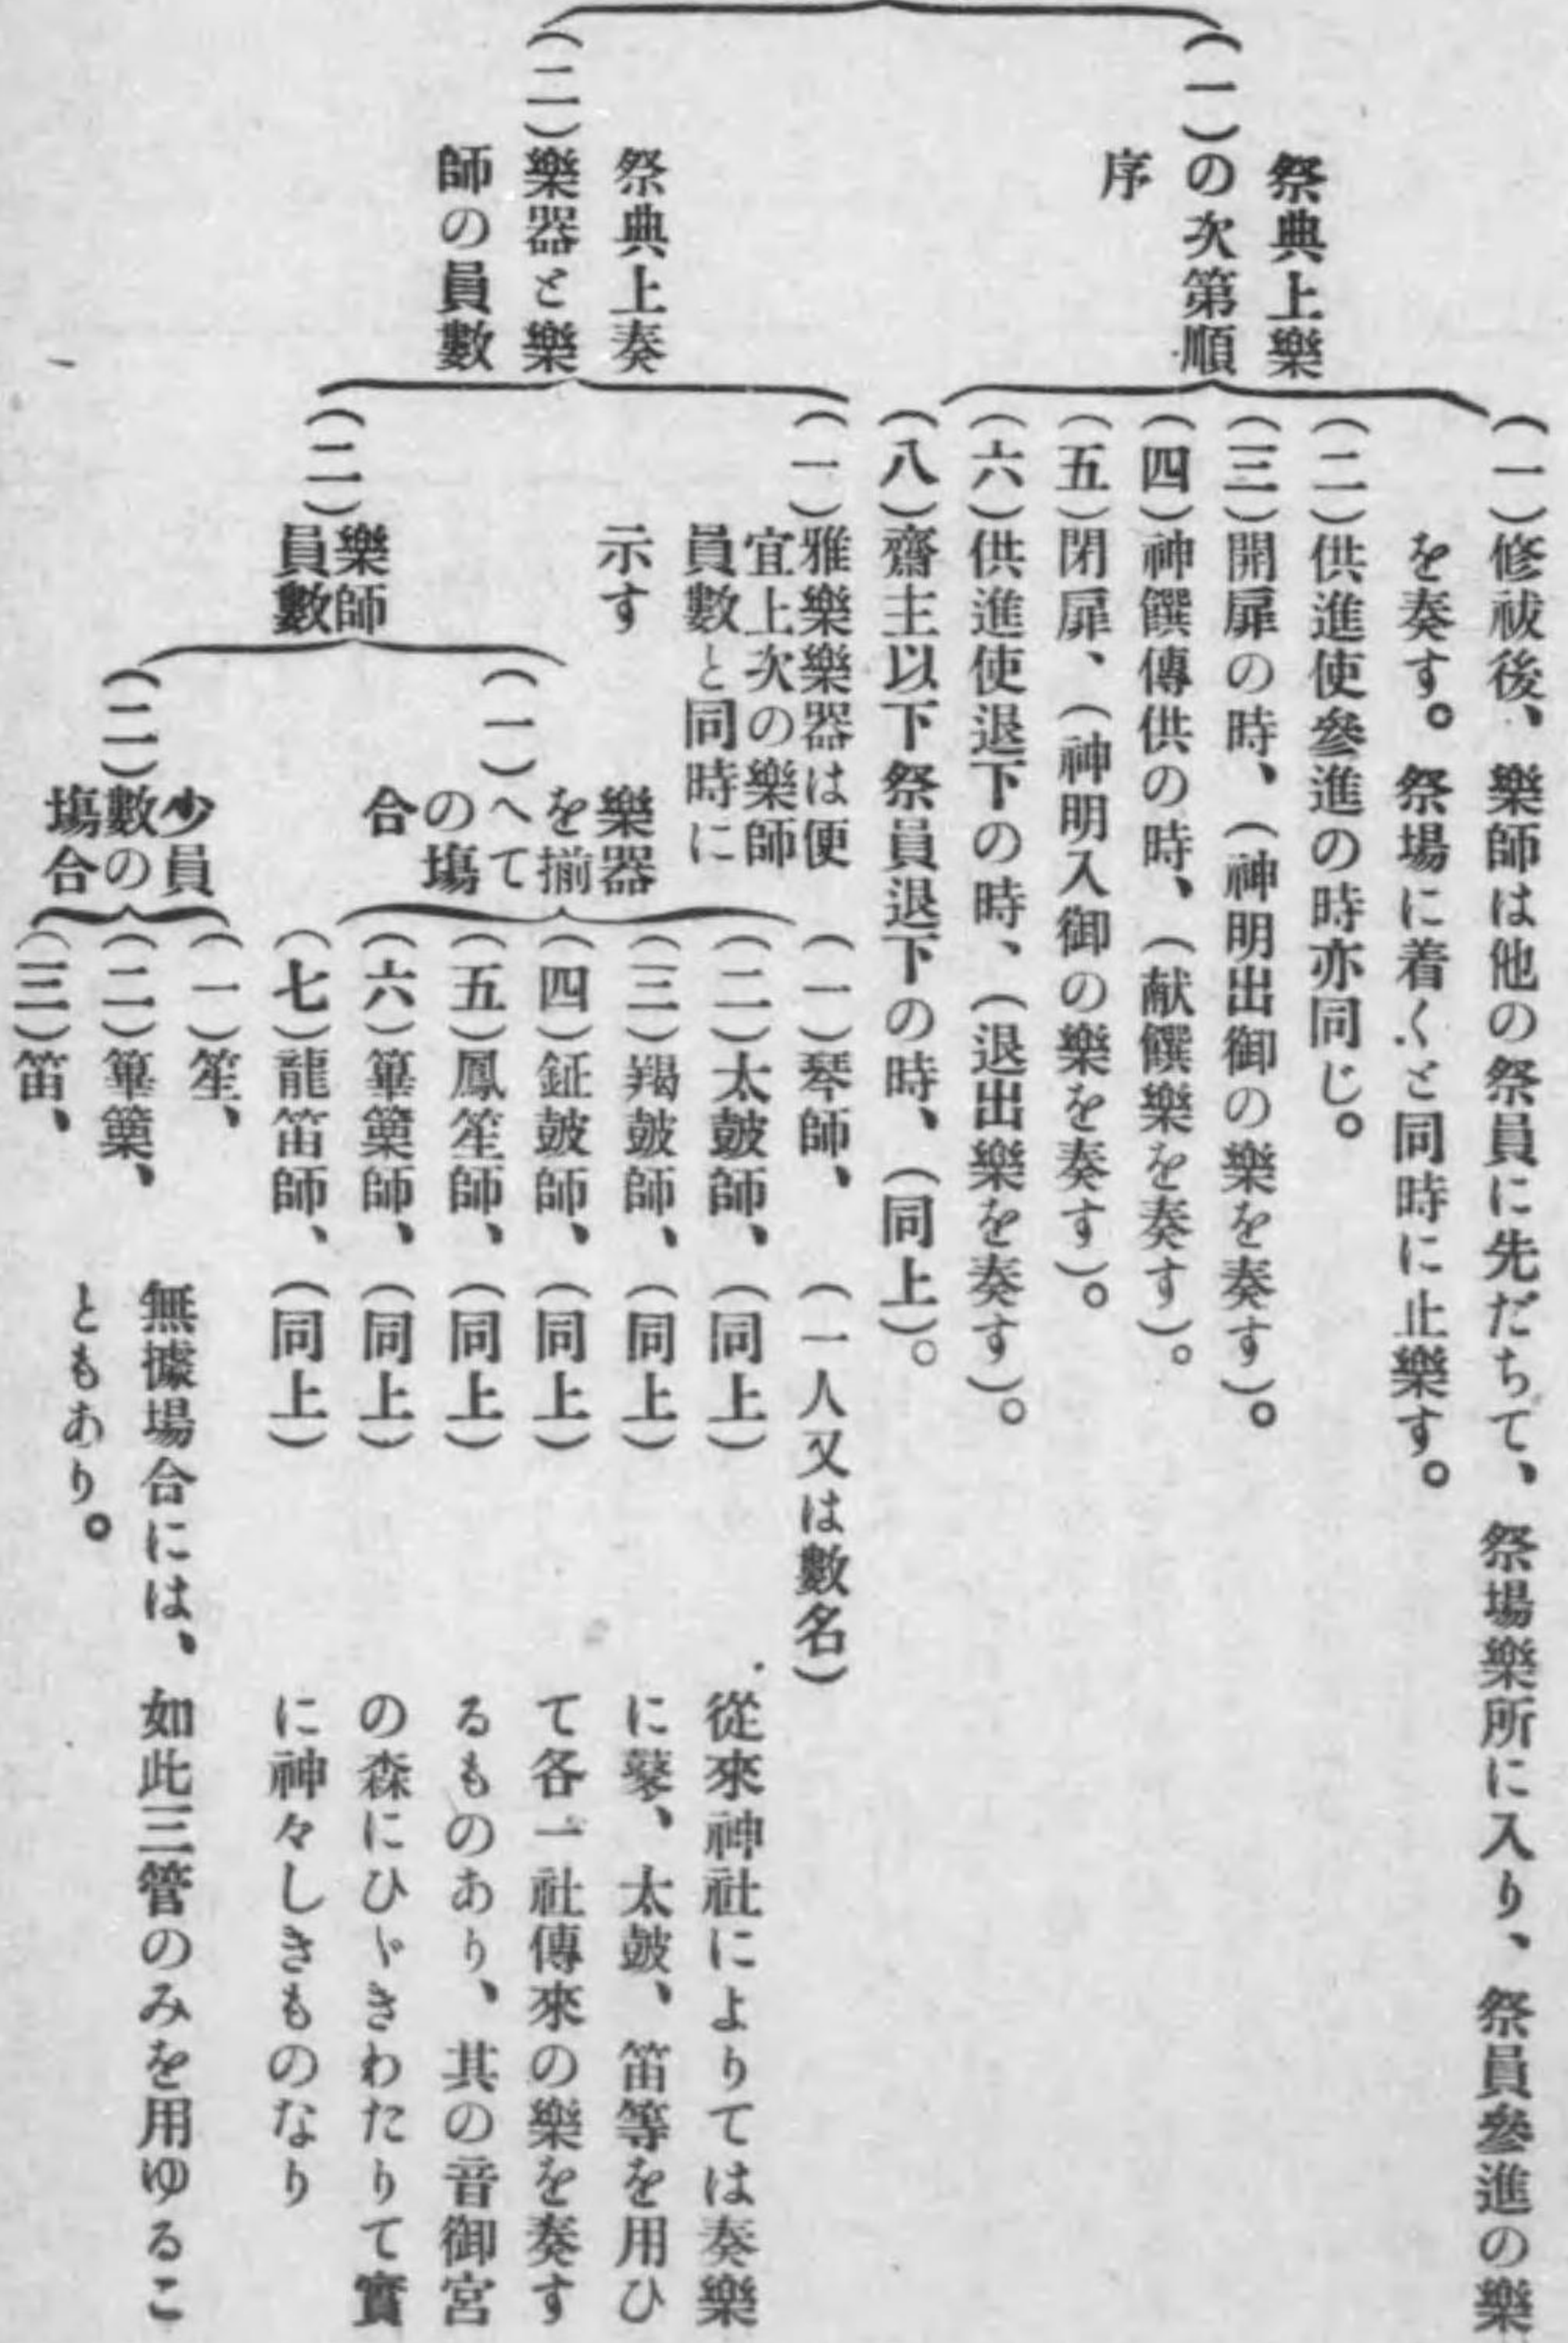 祭典上樂
(一)の次第順
序
(一)修祓後、樂師は他の祭員に先だちて、祭場樂所に入り、祭員參進の樂
を奏す。祭場に着くと同時に止樂す。
(二)供進使參進の時亦同じ。
(三)開扉の時、(神明出御の樂を奏す)。
(四)神饌傳供の時、(献饌樂を奏す)。
(五)閉扉、(神明入御の樂を奏す)。
(六)供進使退下の時、(退出樂を奏す)。
(八)齋主以下祭員退下の時、(同上)。
祭典上奏
(二)樂器と樂
師の員數
(一)雅樂樂器は便
宜上次の樂師
員數と同時に
示す
(二)樂師
員數
(一)樂器
を揃
へて
の塲
合
(一)琴師、(一人又は數名)
(二)太皷師、(同上)
(三)羯皷師、(同上)
(四)鉦皷師、(同上)
(五)鳳笙師、(同上)
(六)篳篥師、(同上)
(七)龍笛師、(同上)
從來神社によりては奏樂
に琴、太皷、笛等を用ひ
て各一社傳來の樂を奏す
るものあり、其の音御宮
の森にひゞきわたりて實
に神々しきものなり
(二)少員
數の
塲合
(一)笙、
(二)篳篥、
(三)笛、
無據場合には、如此三管のみを用ゆるこ
ともあり。